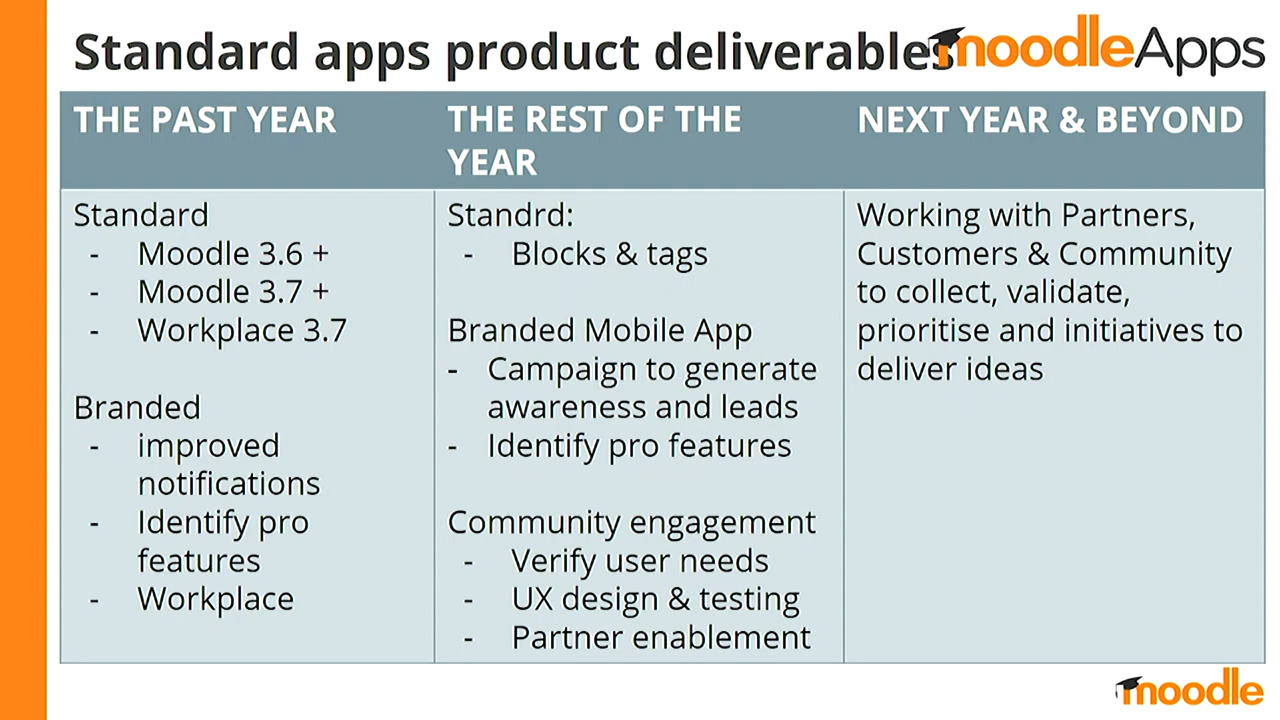 Standard apps product deliverables
moodleApps
THE PAST YEAR
Standard
- Moodle 3.6 +
- Moodle 3.7 +
- Workplace 3.7
Branded
- improved
notifications
- Identify pro
features
- Workplace
THE REST OF THE
YEAR
Standrd:
- Blocks & tags
Branded Mobile App
- Campaign to generate
awareness and leads
- Identify pro features
Community engagement
- Verify user needs
- UX design & testing
- Partner enablement
NEXT YEAR & BEYOND
Working with Partners,
Customers & Community
to collect, validate,
prioritise and initiatives to
deliver ideas
moodle